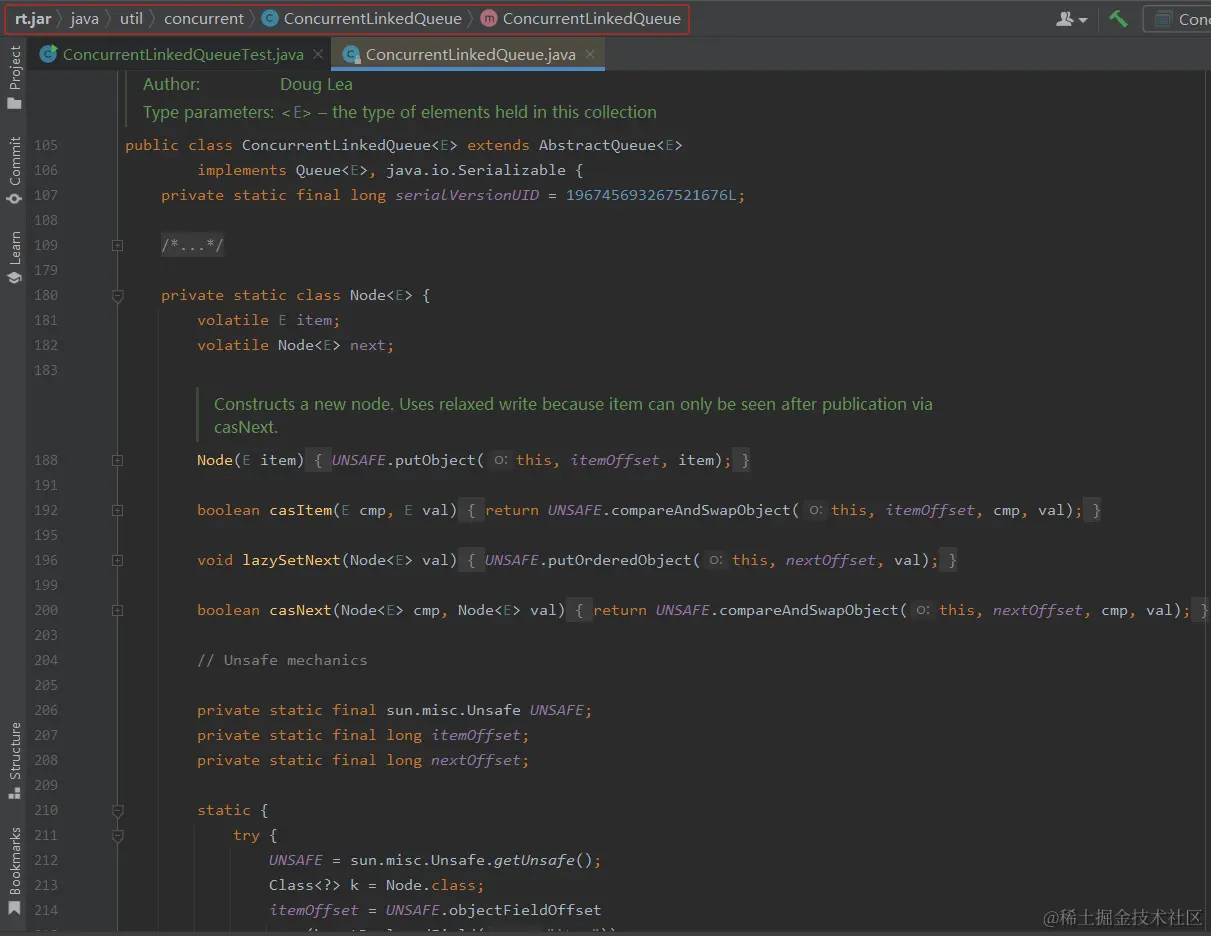 rt.jar java util concurrent ConcurrentLinkedQueue ConcurrentLinkedQueue
ConcurrentLinkedQueueTest.java ConcurrentLinkedQueue.java
Project
Commit
Learn
Structure
Bookmarks
Author: Doug Lea
Type parameters: <E> – the type of elements held in this collection
105 public class ConcurrentLinkedQueue<E> extends AbstractQueue<E>
106 implements Queue<E>, java.io.Serializable {
107 private static final long serialVersionUID = 196745693267521676L;
108
109 /*...*/
179
180 private static class Node<E> {
181 volatile E item;
182 volatile Node<E> next;
183
Constructs a new node. Uses relaxed write because item can only be seen after publication via
casNext.
188 Node(E item) { UNSAFE.putObject( o: this, itemOffset, item); }
191
192 boolean casItem(E cmp, E val) { return UNSAFE.compareAndSwapObject( o: this, itemOffset, cmp, val); }
195
196 void lazySetNext(Node<E> val) { UNSAFE.putOrderedObject( o: this, nextOffset, val); }
199
200 boolean casNext(Node<E> cmp, Node<E> val) { return UNSAFE.compareAndSwapObject( o: this, nextOffset, cmp, val); }
203
204 // Unsafe mechanics
205
206 private static final sun.misc.Unsafe UNSAFE;
207 private static final long itemOffset;
208 private static final long nextOffset;
209
210 static {
211 try {
212 UNSAFE = sun.misc.Unsafe.getUnsafe();
213 Class<?> k = Node.class;
214 itemOffset = UNSAFE.objectFieldOffset
@稀土掘金技术社区